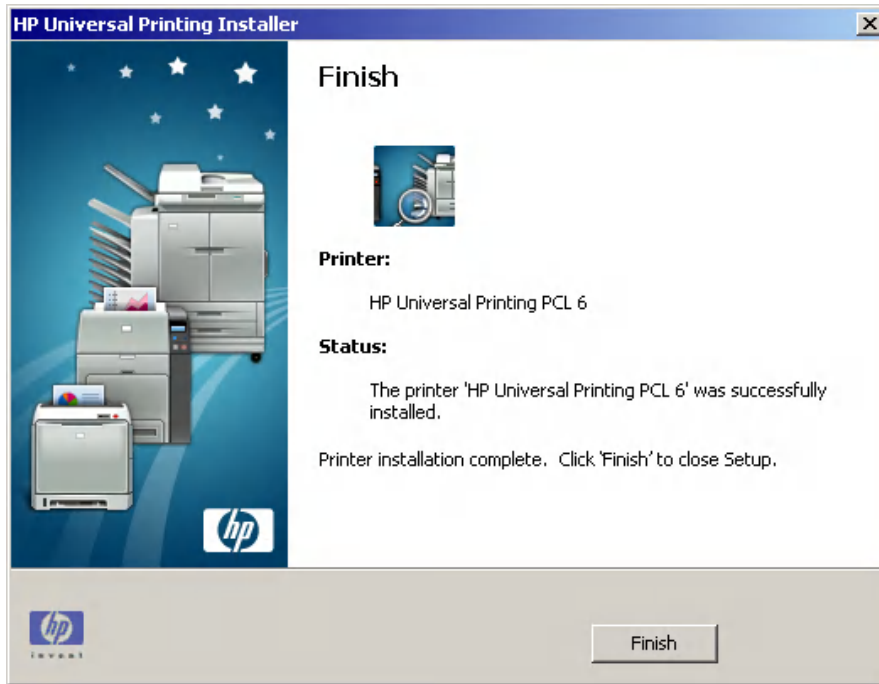 HP Universal Printing Installer
Finish
Printer:
HP Universal Printing PCL 6
Status:
The printer 'HP Universal Printing PCL 6' was successfully
installed.
Printer installation complete. Click 'Finish' to close Setup.
hp
hp
invent
Finish